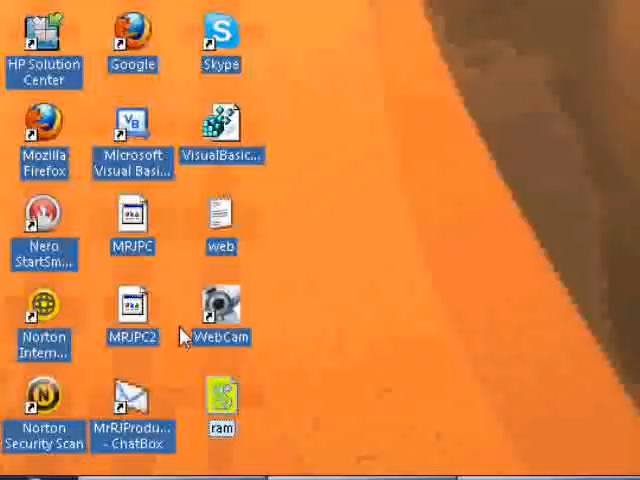 HP Solution
Center
Google
Skype
Mozilla
Firefox
Microsoft
Visual Basi...
VisualBasic...
Nero
StartSm...
MRJPC
web
Norton
Intern...
MRJPC2
WebCam
Norton
Security Scan
MrRJProdu...
- ChatBox
ram